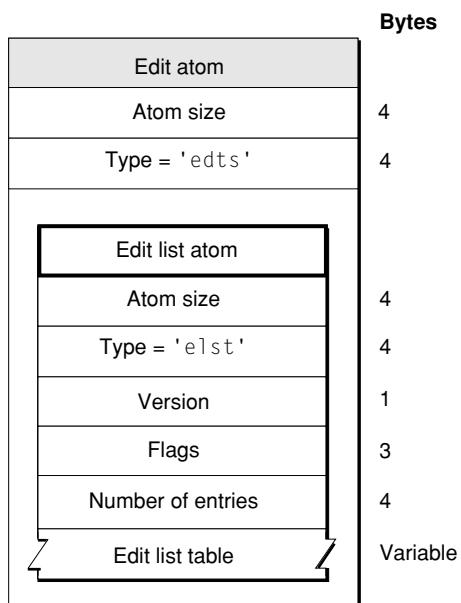 Bytes
Edit atom
Atom size 4
Type = 'edts' 4
Edit list atom
Atom size 4
Type = 'elst' 4
Version 1
Flags 3
Number of entries 4
Edit list table Variable